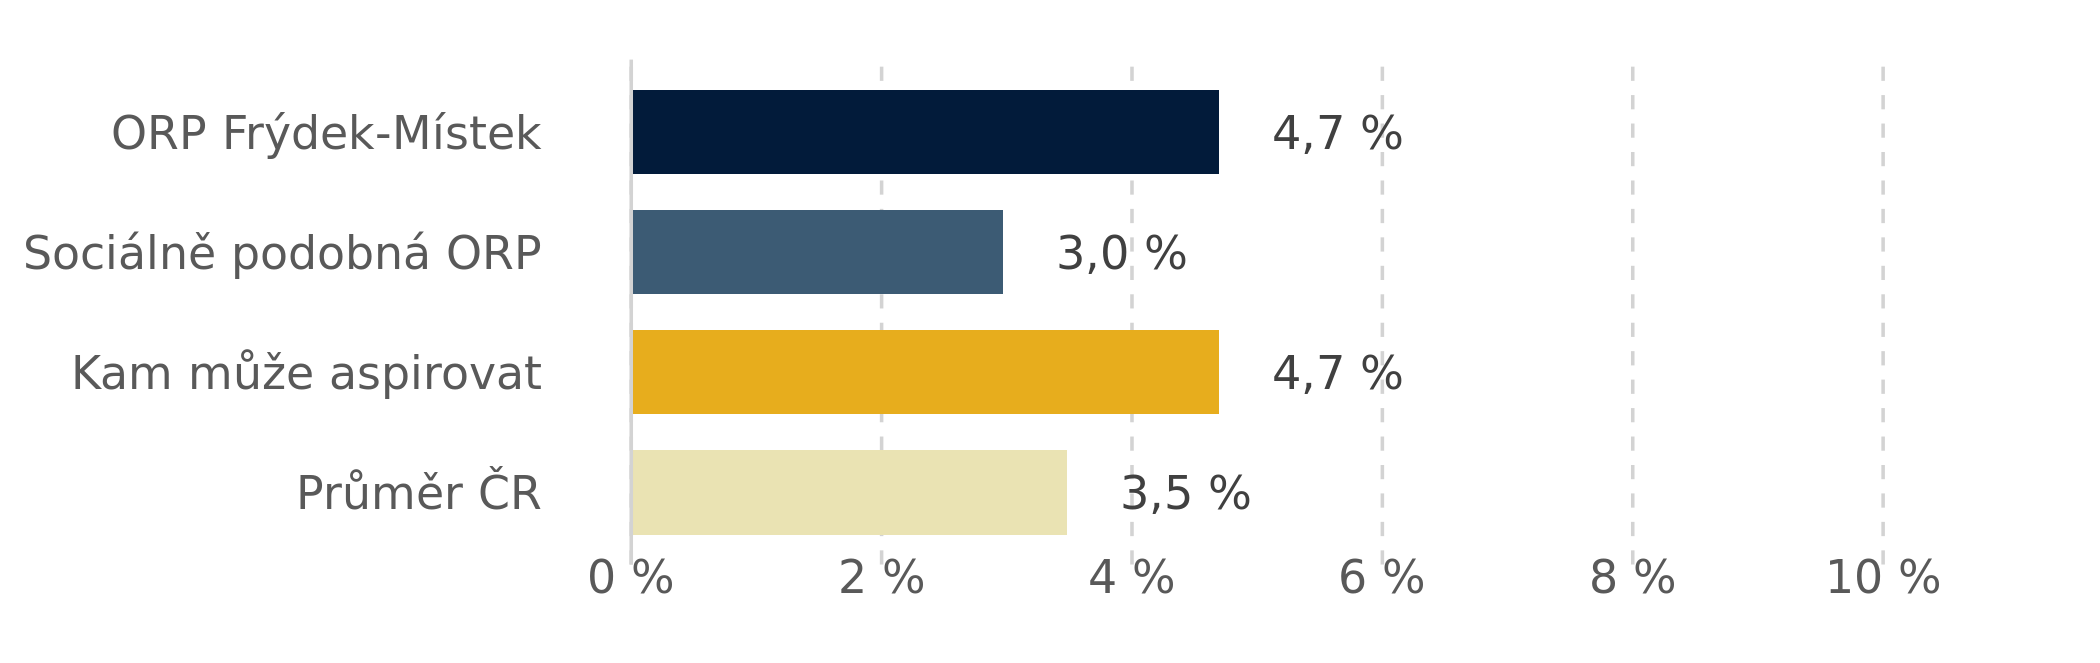 ORP Frýdek-Místek 4,7 %
Sociálně podobná ORP 3,0 %
Kam může aspirovat 4,7 %
Průměr ČR 3,5 %
0 % 2 % 4 % 6 % 8 % 10 %